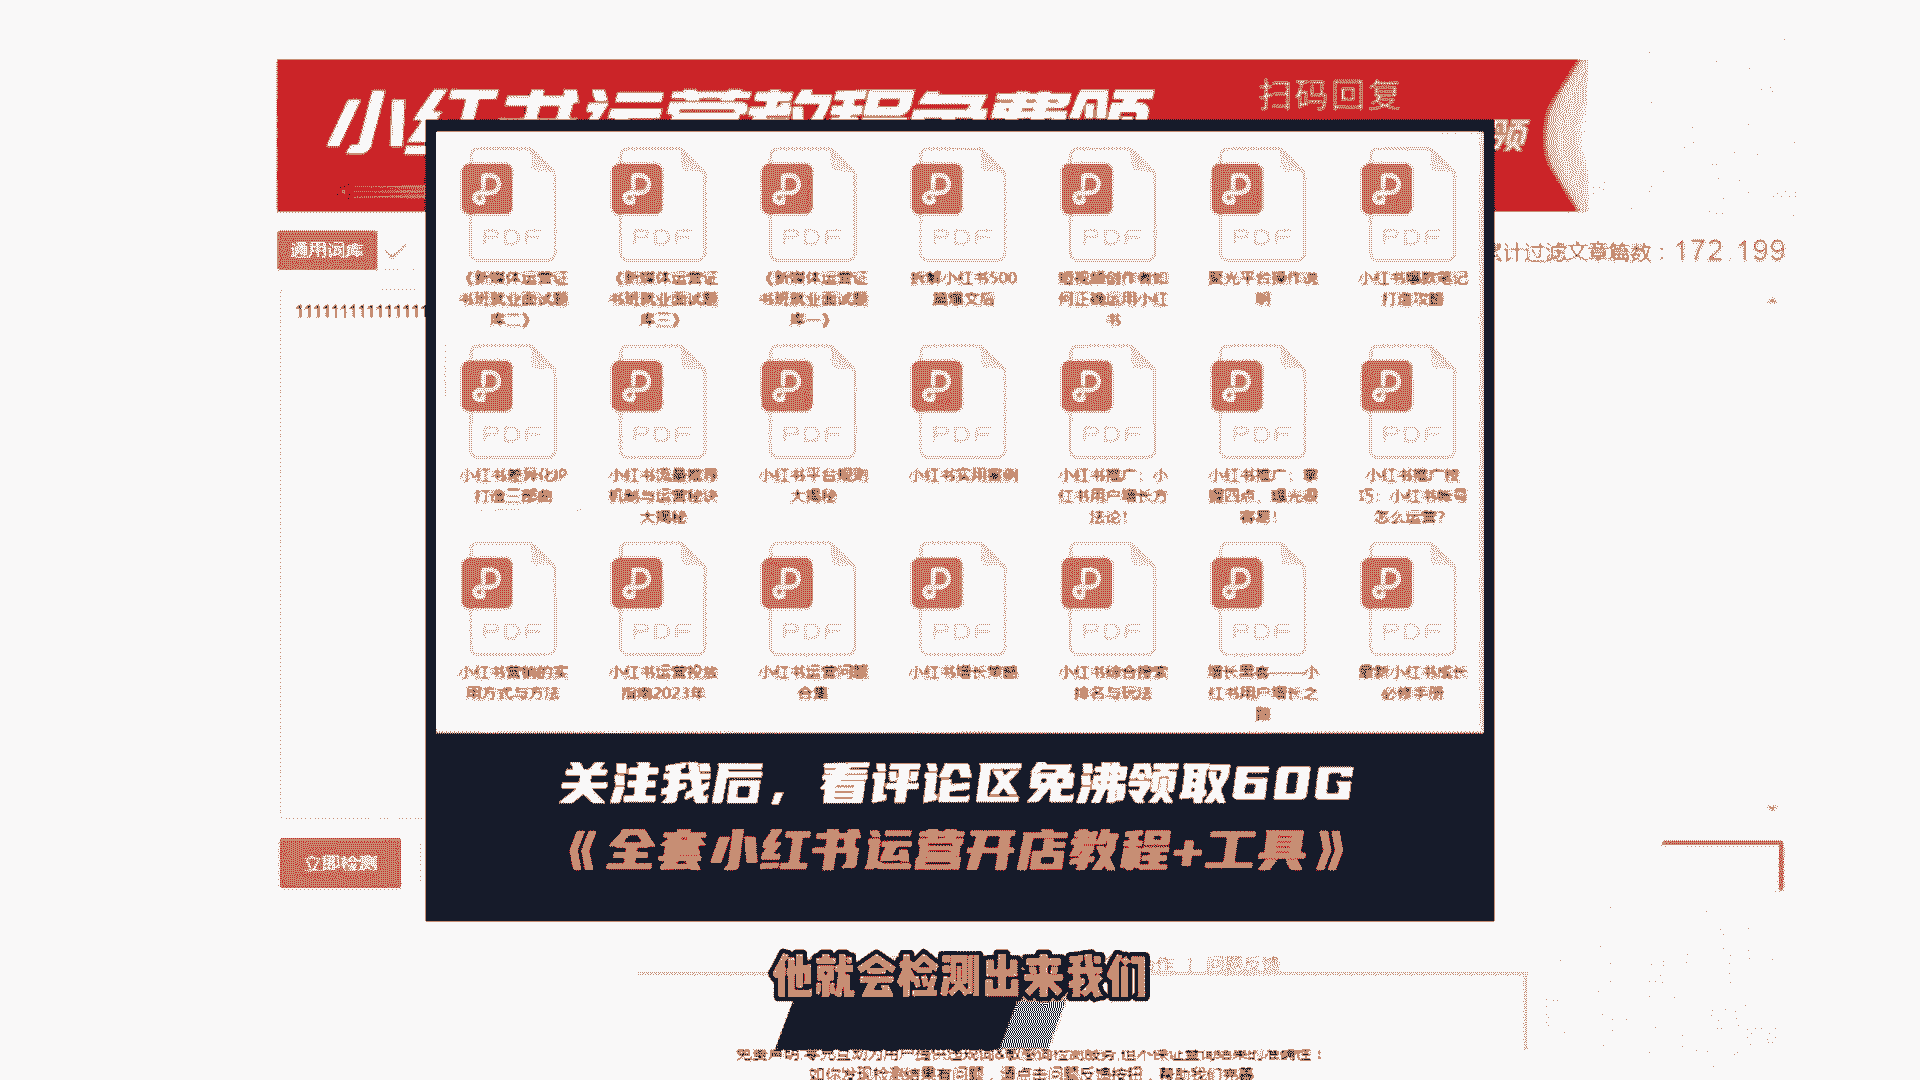 小红书运营教程免费领
扫码回复
领
通用词库
累计过滤文章篇数：172 199
11111111111111
PDF PDF PDF PDF PDF PDF PDF
《新媒体运营证书班就业面试题库二》
《新媒体运营证书班就业面试题库三》
《新媒体运营证书班就业面试题库一》
拆解小红书500篇爆文后
短视频创作者如何正确运用小红书
聚光平台操作说明
小红书爆款笔记打造攻略
PDF PDF PDF PDF PDF PDF PDF
小红书差异化IP打造三部曲
小红书流量推荐机制与运营秘诀大揭秘
小红书平台规则大揭秘
小红书实用案例
小红书推广：小红书用户增长方法论！
小红书推广：掌握四点，曝光很容易！
小红书推广技巧：小红书帐号怎么运营？
PDF PDF PDF PDF PDF PDF PDF
小红书营销的实用方式与方法
小红书运营投放指南2023年
小红书运营问题合集
小红书增长策略
小红书综合搜索排名与玩法
增长黑客——小红书用户增长之
最新小红书成长必修手册
关注我后，看评论区免沸领取60G
《全套小红书运营开店教程+工具》
立即检测
他就会检测出来我们
合作 | 问题反馈
如你发现检测结果有问题，请点击问题反馈按钮，帮助我们完善